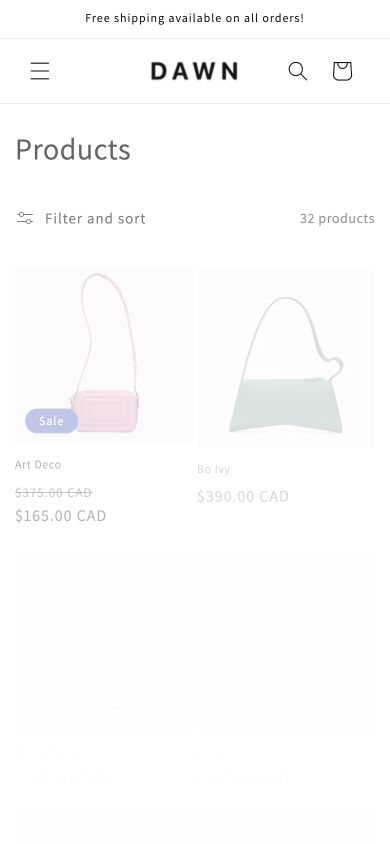 Free shipping available on all orders!
DAWN
Products
Filter and sort
32 products
Sale
Art Deco
$375.00 CAD
$165.00 CAD
Bo Ivy
$390.00 CAD